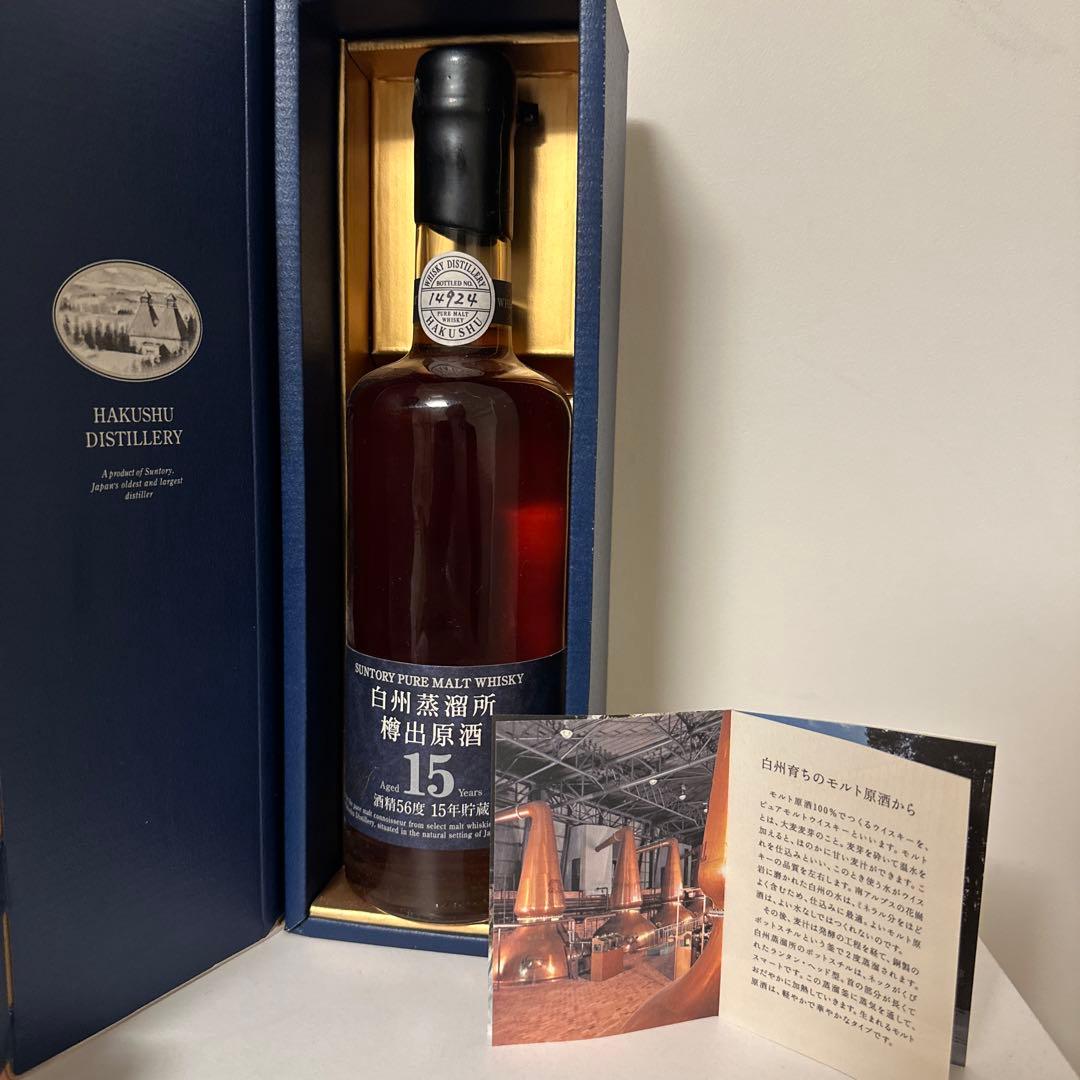 HAKUSHU
DISTILLERY
A product of Suntory,
Japan's oldest and largest
distiller
WHISKY DISTILLERY
BOTTLED NO.
14924
PURE MALT
WHISKY
HAKUSHU
SUNTORY PURE MALT WHISKY
白州蒸溜所
樽出原酒
Aged 15 Years
酒精56度 15年貯蔵
pure malt connoisseur from select malt
Distillery, situated in the natural setting of
白州育ちのモルト原酒から
モルト原酒100%でつくるウイスキーを、
ピュアモルトウイスキーといいます。モルト
とは、大麦麦芽のこと。麦芽を砕いて温水を
加えると、ほのかに甘い麦汁ができます。こ
れを仕込みといい、このとき使う水がウイス
キーの品質を左右します。南アルプスの花崗
岩に磨かれた白州の水は、ミネラル分をほど
よく含むため、仕込みに最適。よいモルト原
酒は、よい水なしではつくれないのです。
その後、麦汁は発酵の工程を経て、銅製の
ポットスチルという釜で2度蒸溜されます。
白州蒸溜所のポットスチルは、ネックがくび
れたランタン・ヘッド型。首の部分が長くて
スマートです。この蒸溜釜に蒸気を通して、
おだやかに加熱していきます。生まれるモルト
原酒は、軽やかで華やかなタイプです。